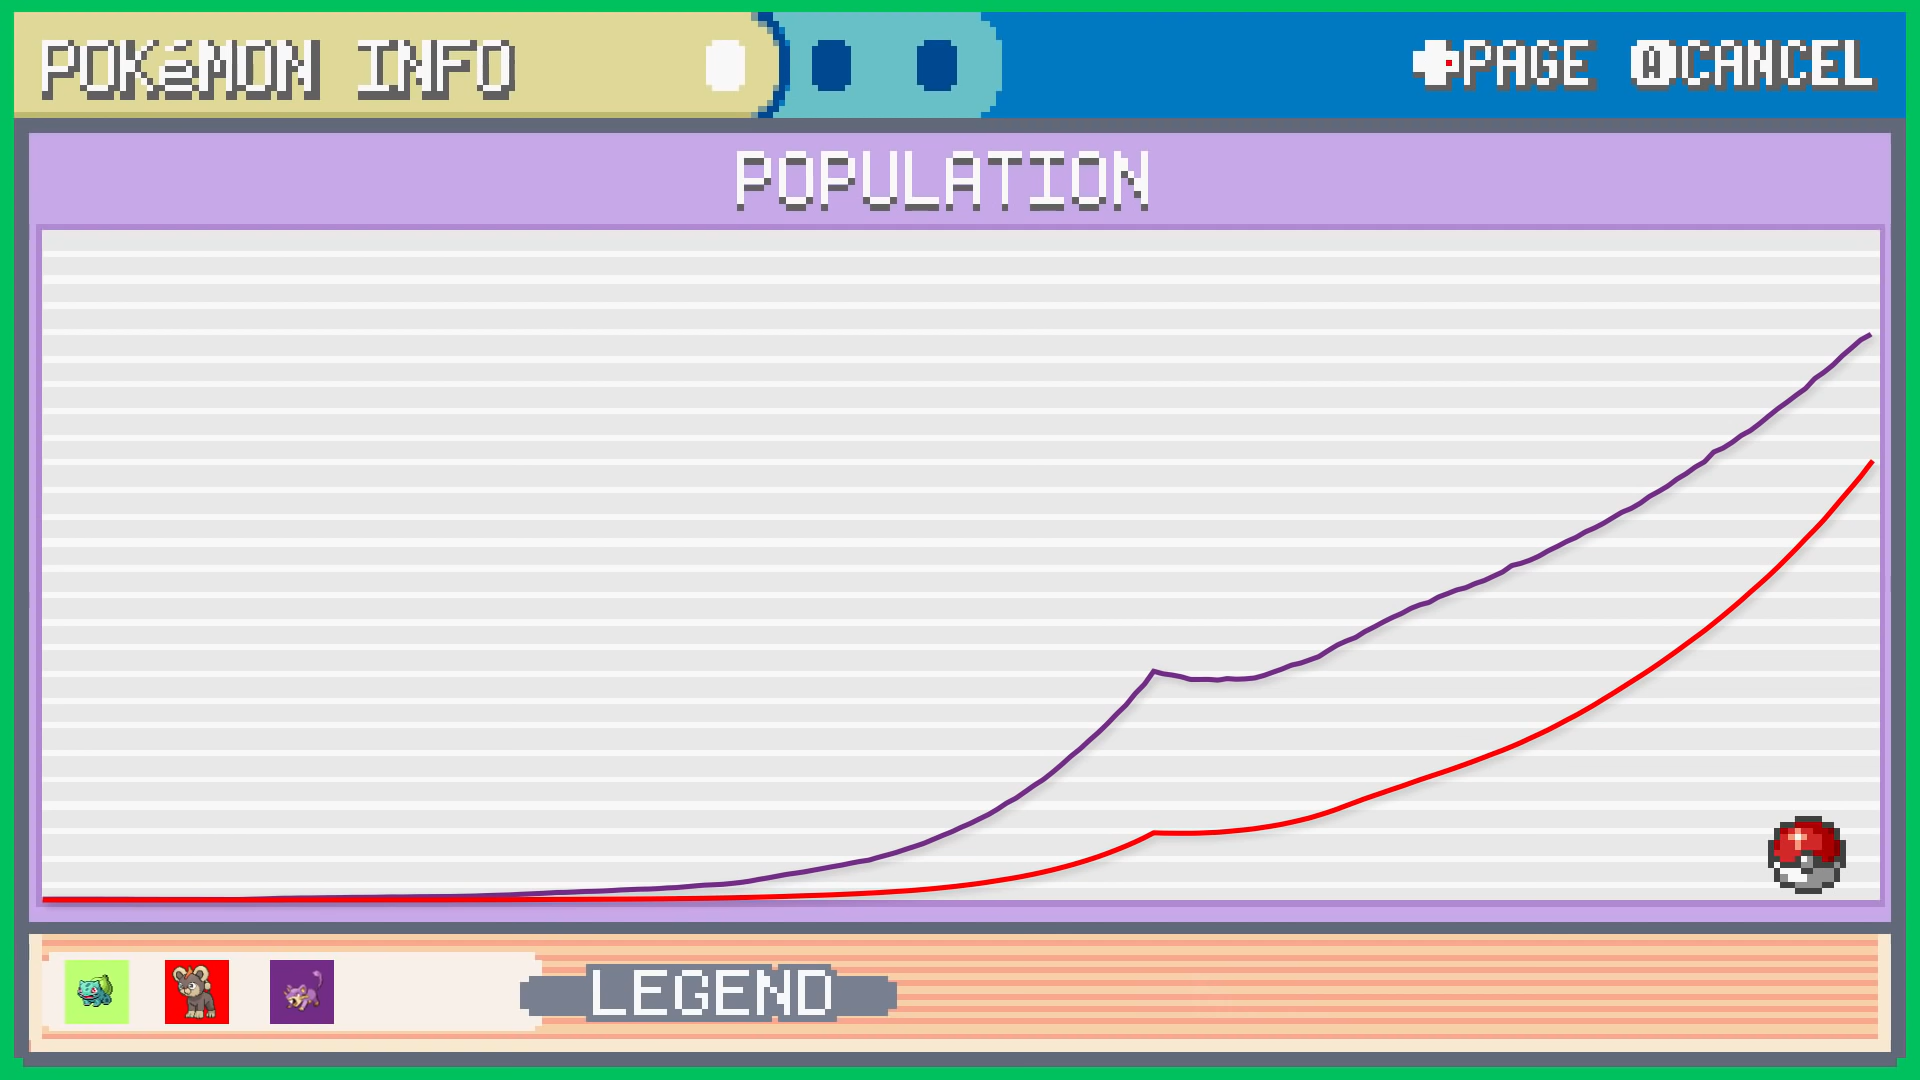 POKéMON INFO
PAGE
A CANCEL
POPULATION
LEGEND